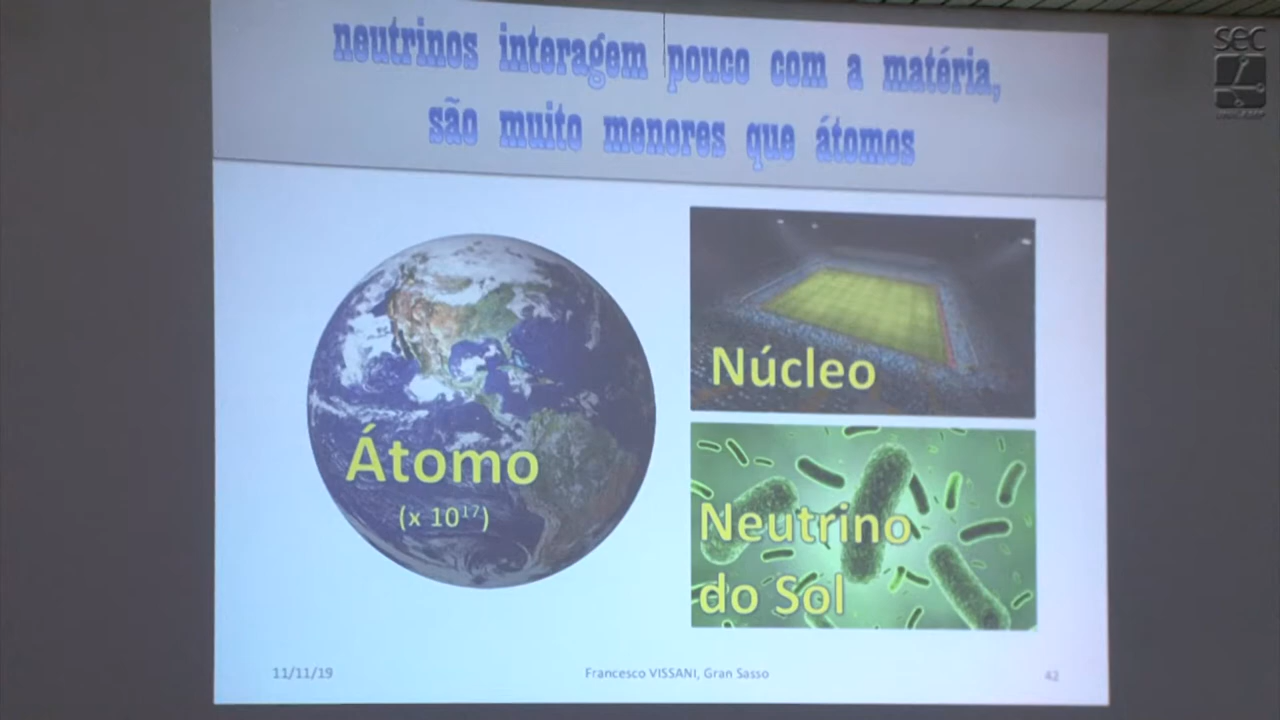 neutrinos interagem pouco com a matéria,
são muito menores que átomos
Átomo
(x 10¹⁷)
Núcleo
Neutrino
do Sol
11/11/19
Francesco VISSANI, Gran Sasso
42
sec